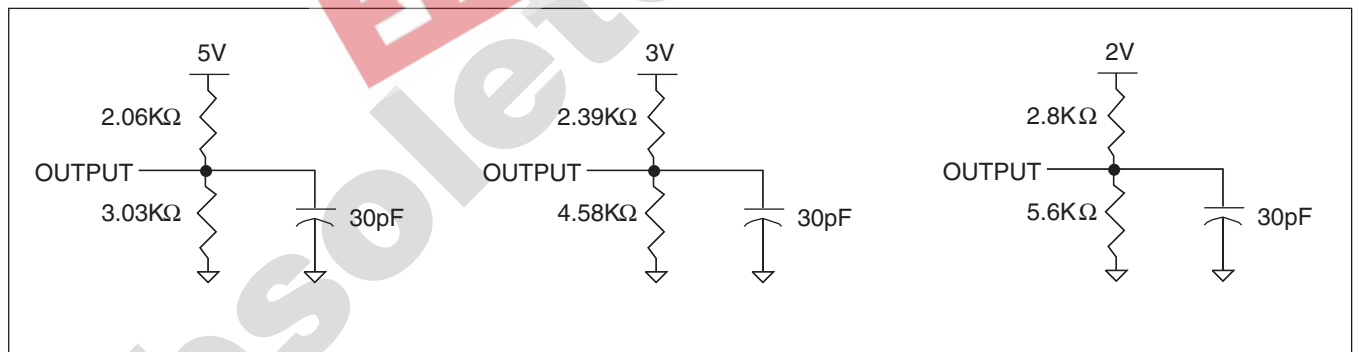 5V
2.06KΩ
OUTPUT
3.03KΩ
30pF
3V
2.39KΩ
OUTPUT
4.58KΩ
30pF
2V
2.8KΩ
OUTPUT
5.6KΩ
30pF
solete